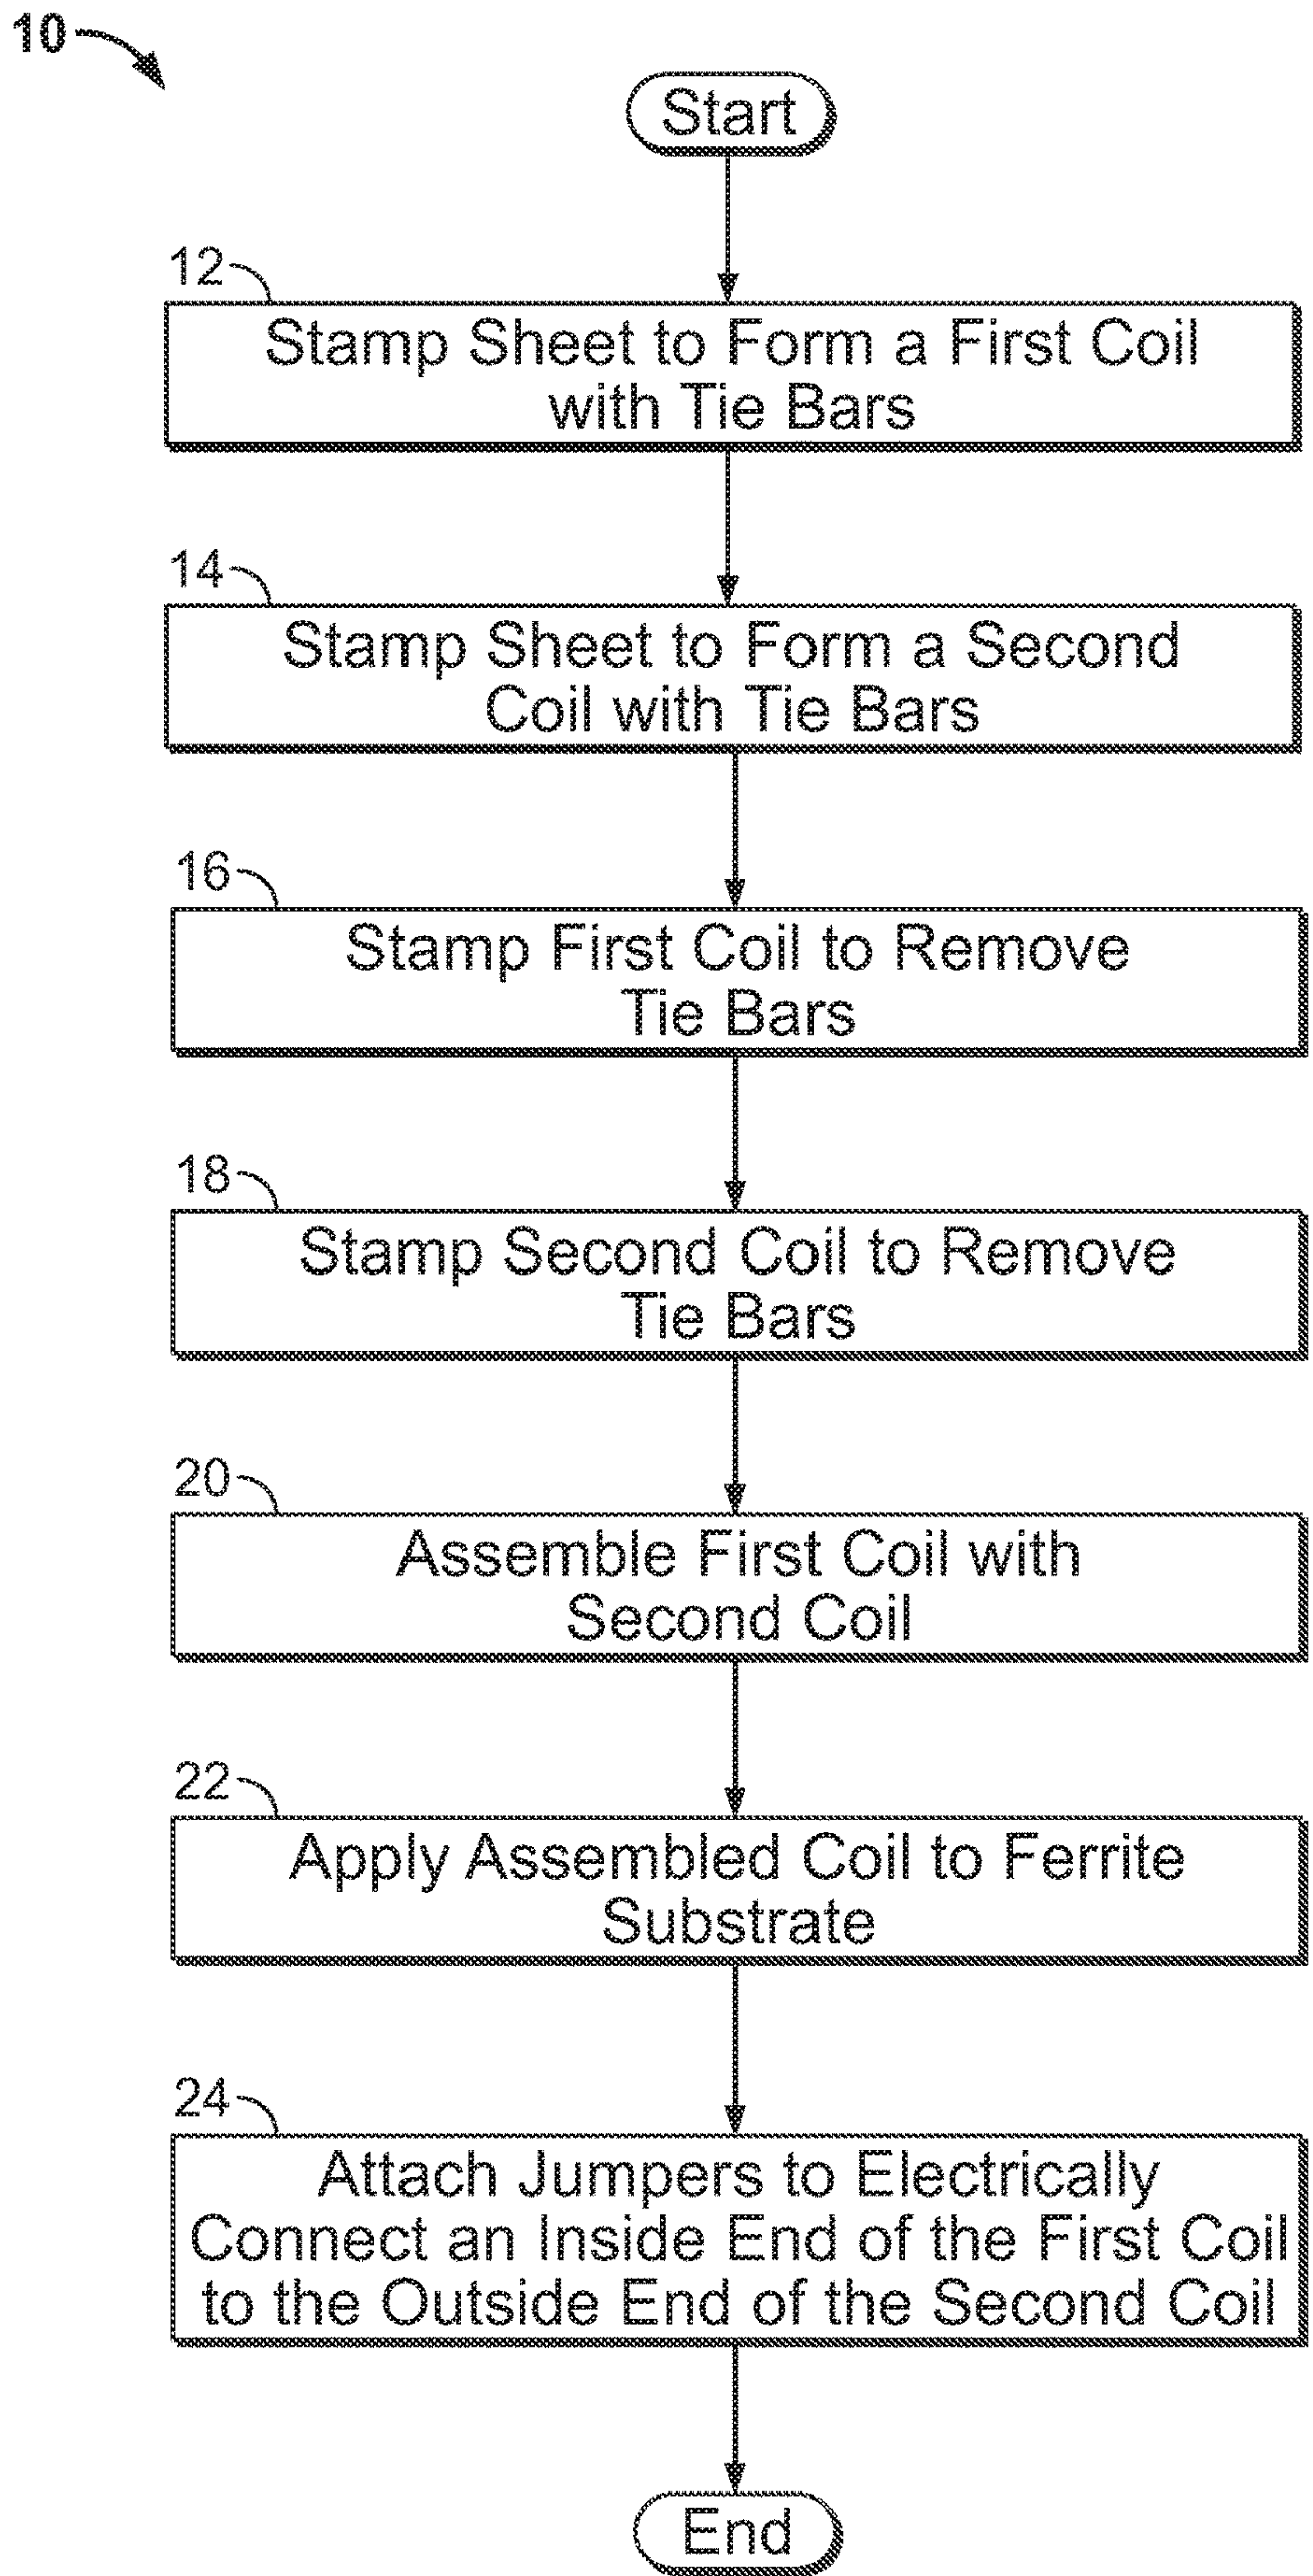 10
Start
12
Stamp Sheet to Form a First Coil
with Tie Bars
14
Stamp Sheet to Form a Second
Coil with Tie Bars
16
Stamp First Coil to Remove
Tie Bars
18
Stamp Second Coil to Remove
Tie Bars
20
Assemble First Coil with
Second Coil
22
Apply Assembled Coil to Ferrite
Substrate
24
Attach Jumpers to Electrically
Connect an Inside End of the First Coil
to the Outside End of the Second Coil
End